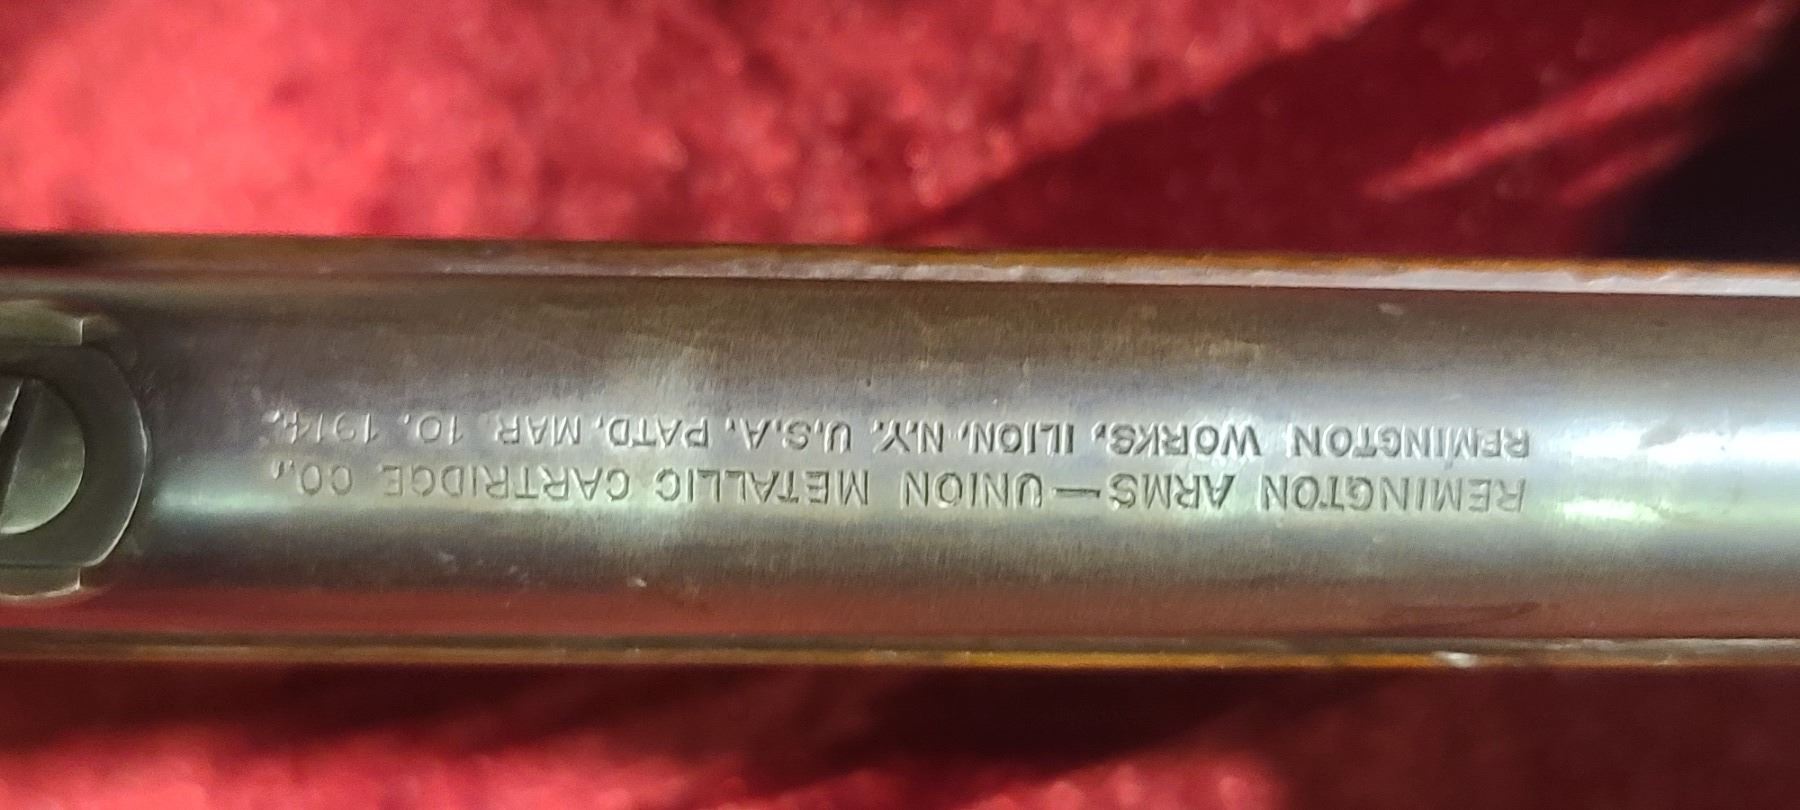 REMINGTON ARMS—UNION METALLIC CARTRIDGE CO.,
REMINGTON WORKS, ILION, N.Y. U.S.A. PATD. MAR. 10. 1914.